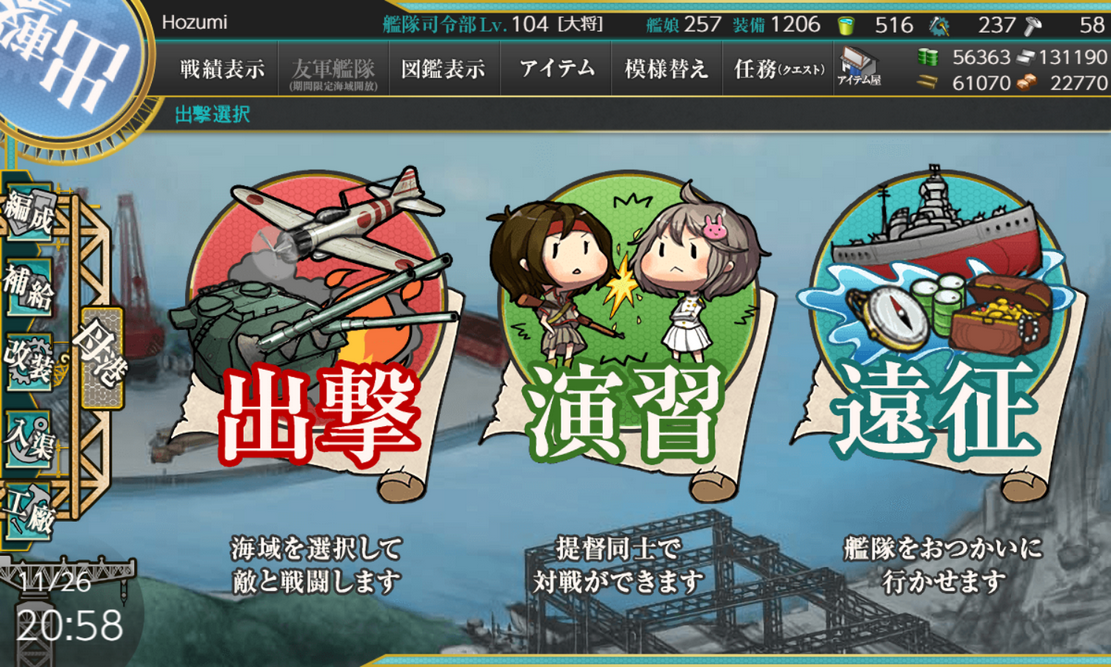 出撃
Hozumi
艦隊司令部Lv.104 [大将]
艦娘 257 装備 1206 516 237 58
戦績表示
友軍艦隊
(期間限定海域開放)
図鑑表示
アイテム
模様替え
任務(クエスト)
アイテム屋
56363 131190
61070 22770
出撃選択
編成
補給
改装
入渠
工廠
母港
出撃
海域を選択して
敵と戦闘します
演習
提督同士で
対戦ができます
遠征
艦隊をおつかいに
行かせます
11/26
20:58